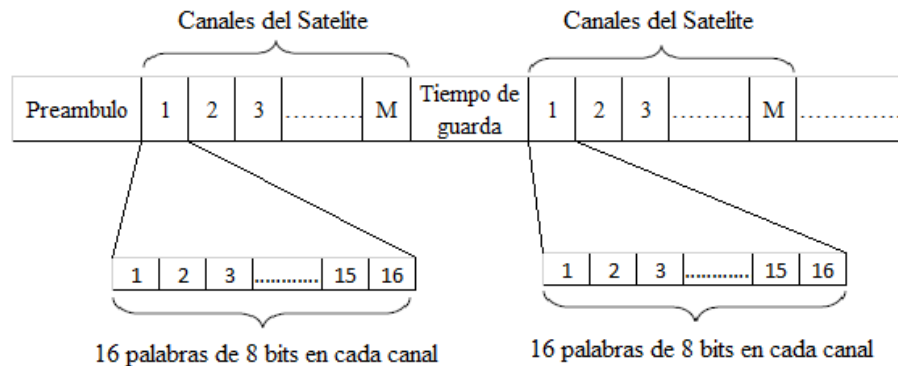 Canales del Satelite Canales del Satelite
Preambulo 1 2 3 .......... M Tiempo de guarda 1 2 3 .......... M .............
1 2 3 ............ 15 16 1 2 3 ............ 15 16
16 palabras de 8 bits en cada canal 16 palabras de 8 bits en cada canal